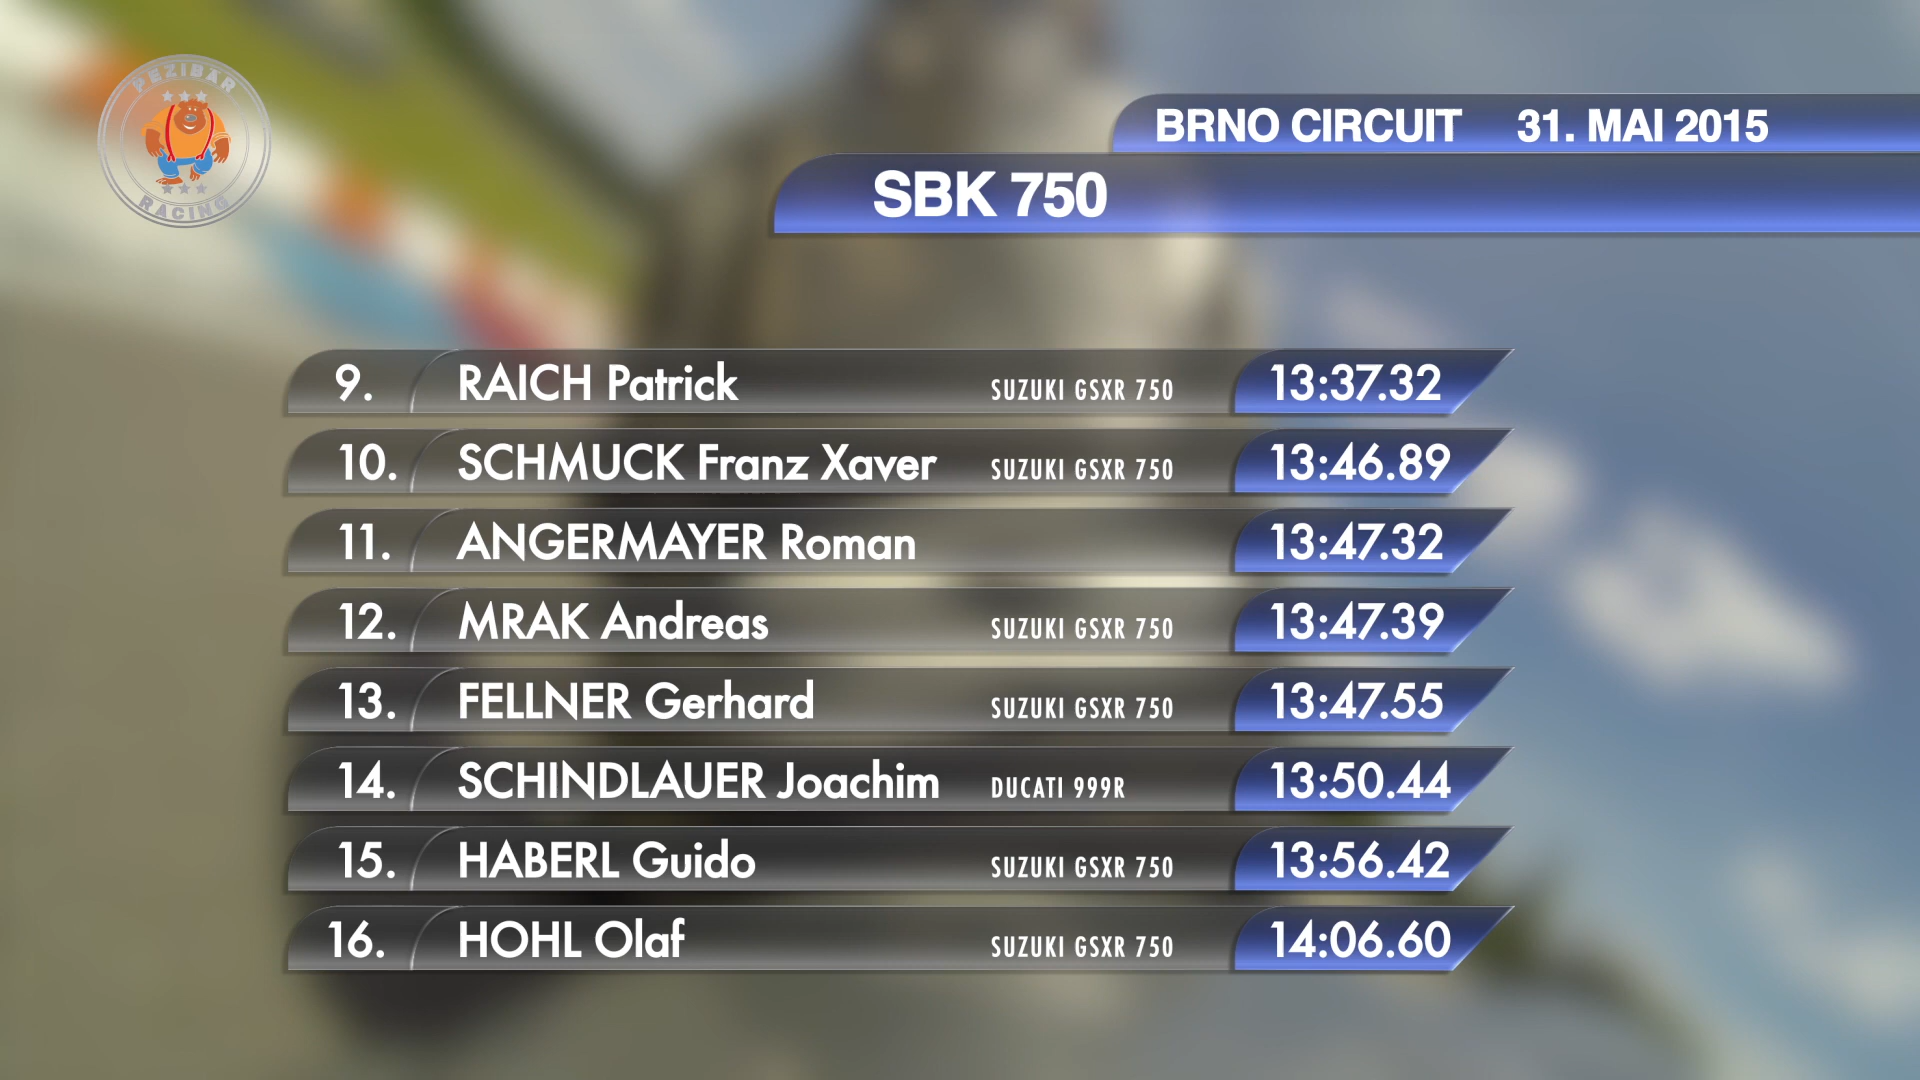 PEZIBÄR
RACING
BRNO CIRCUIT 31. MAI 2015
SBK 750
9. RAICH Patrick SUZUKI GSXR 750 13:37.32
10. SCHMUCK Franz Xaver SUZUKI GSXR 750 13:46.89
11. ANGERMAYER Roman 13:47.32
12. MRAK Andreas SUZUKI GSXR 750 13:47.39
13. FELLNER Gerhard SUZUKI GSXR 750 13:47.55
14. SCHINDLAUER Joachim DUCATI 999R 13:50.44
15. HABERL Guido SUZUKI GSXR 750 13:56.42
16. HOHL Olaf SUZUKI GSXR 750 14:06.60